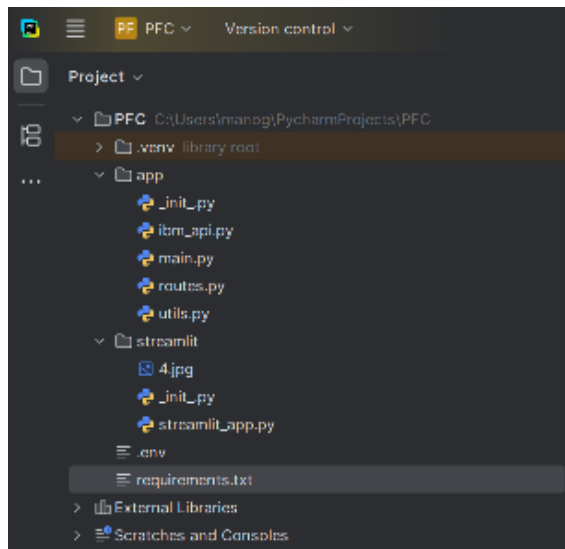 PF PFC Version control
Project
PFC C:\Users\manog\PycharmProjects\PFC
.venv library root
app
_init_.py
ibm_api.py
main.py
routes.py
utils.py
streamlit
4.jpg
_init_.py
streamlit_app.py
.env
requirements.txt
External Libraries
Scratches and Consoles